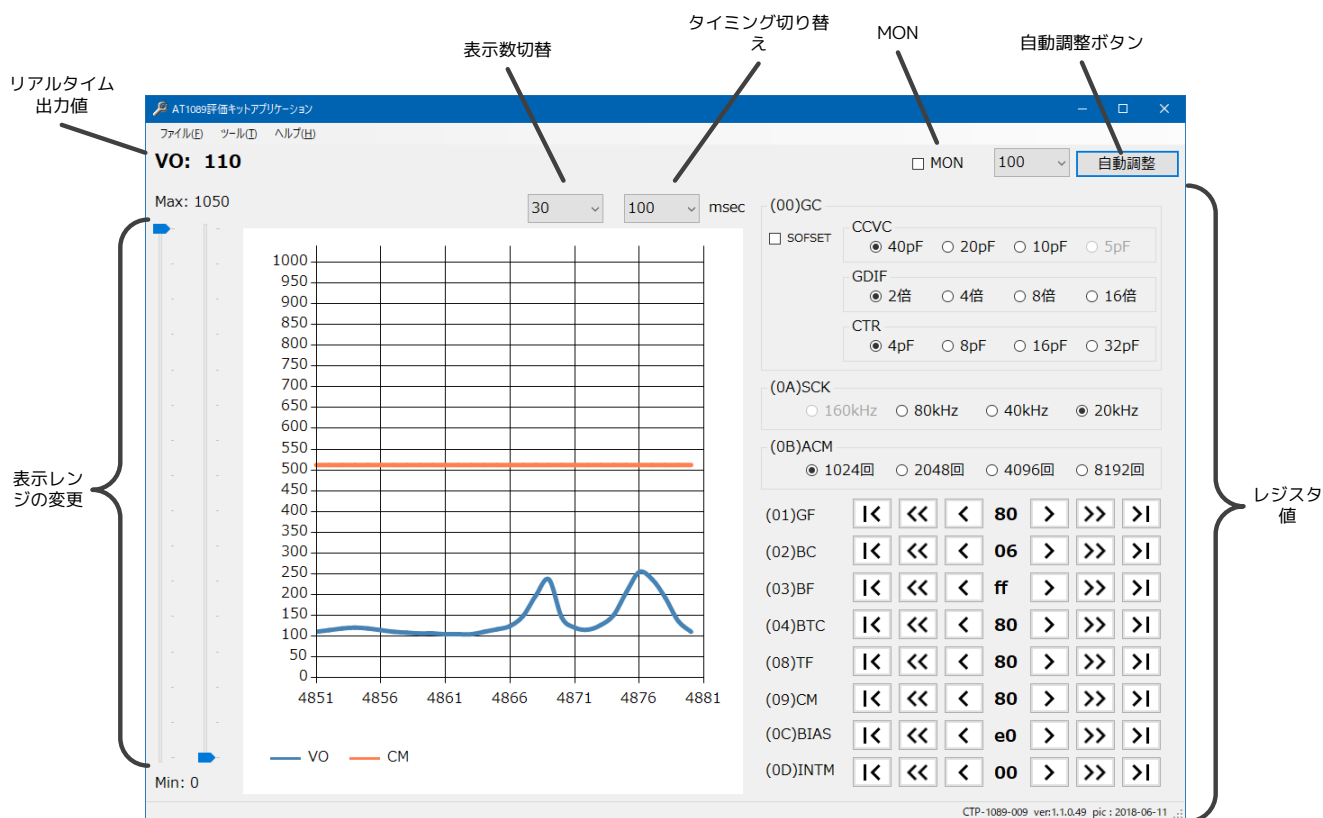 タイミング切り替
え
MON
表示数切替
自動調整ボタン
リアルタイム
出力値
AT1089評価キットアプリケーション
ファイル(F) ツール(T) ヘルプ(H)
VO: 110
MON 100 自動調整
Max: 1050
30 100 msec
(00)GC
SOFSET
CCVC
40pF 20pF 10pF 5pF
GDIF
2倍 4倍 8倍 16倍
CTR
4pF 8pF 16pF 32pF
(0A)SCK
160kHz 80kHz 40kHz 20kHz
(0B)ACM
1024回 2048回 4096回 8192回
(01)GF |< << < 80 > >> >|
(02)BC |< << < 06 > >> >|
(03)BF |< << < ff > >> >|
(04)BTC |< << < 80 > >> >|
(08)TF |< << < 80 > >> >|
(09)CM |< << < 80 > >> >|
(0C)BIAS |< << < e0 > >> >|
(0D)INTM |< << < 00 > >> >|
1000
950
900
850
800
750
700
650
600
550
500
450
400
350
300
250
200
150
100
50
0
4851 4856 4861 4866 4871 4876 4881
VO CM
Min: 0
表示レン
ジの変更
レジスタ
値
CTP-1089-009 ver:1.1.0.49 pic : 2018-06-11